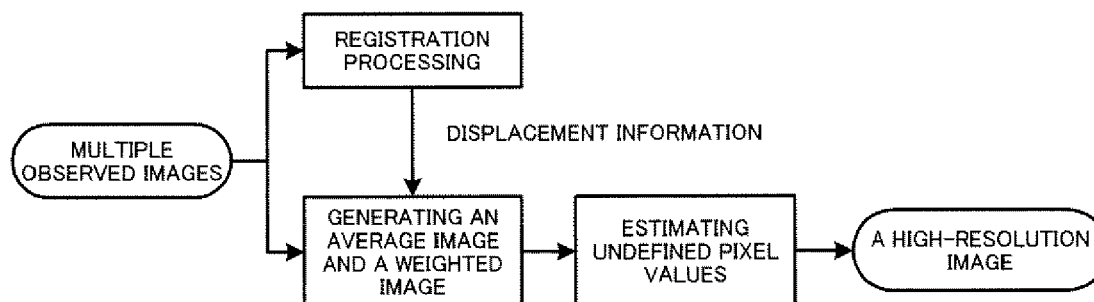 REGISTRATION
PROCESSING
DISPLACEMENT INFORMATION
MULTIPLE
OBSERVED IMAGES
GENERATING AN
AVERAGE IMAGE
AND A WEIGHTED
IMAGE
ESTIMATING
UNDEFINED PIXEL
VALUES
A HIGH-RESOLUTION
IMAGE